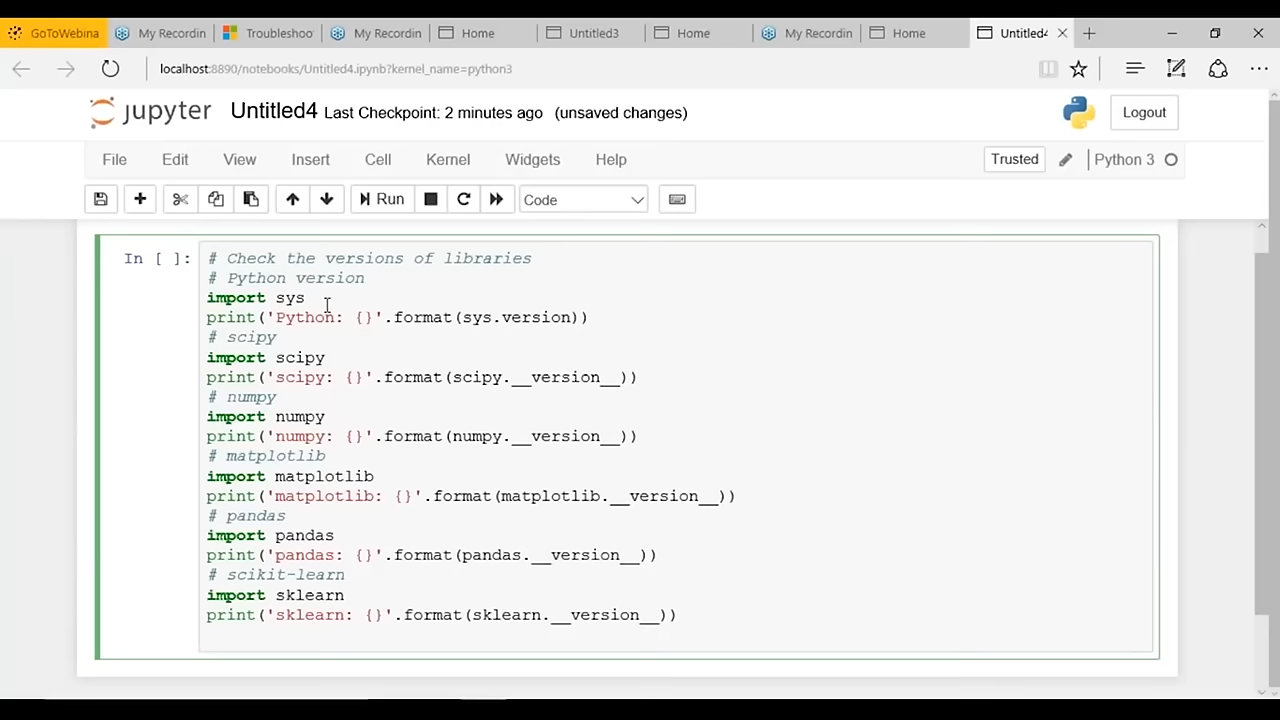 GoToWebina My Recordin Troubleshoo My Recordin Home Untitled3 Home My Recordin Home Untitled4
localhost:8890/notebooks/Untitled4.ipynb?kernel_name=python3
jupyter Untitled4 Last Checkpoint: 2 minutes ago (unsaved changes) Logout
File Edit View Insert Cell Kernel Widgets Help Trusted Python 3
Run Code
In [ ]: # Check the versions of libraries
# Python version
import sys
print('Python: {}'.format(sys.version))
# scipy
import scipy
print('scipy: {}'.format(scipy.__version__))
# numpy
import numpy
print('numpy: {}'.format(numpy.__version__))
# matplotlib
import matplotlib
print('matplotlib: {}'.format(matplotlib.__version__))
# pandas
import pandas
print('pandas: {}'.format(pandas.__version__))
# scikit-learn
import sklearn
print('sklearn: {}'.format(sklearn.__version__))